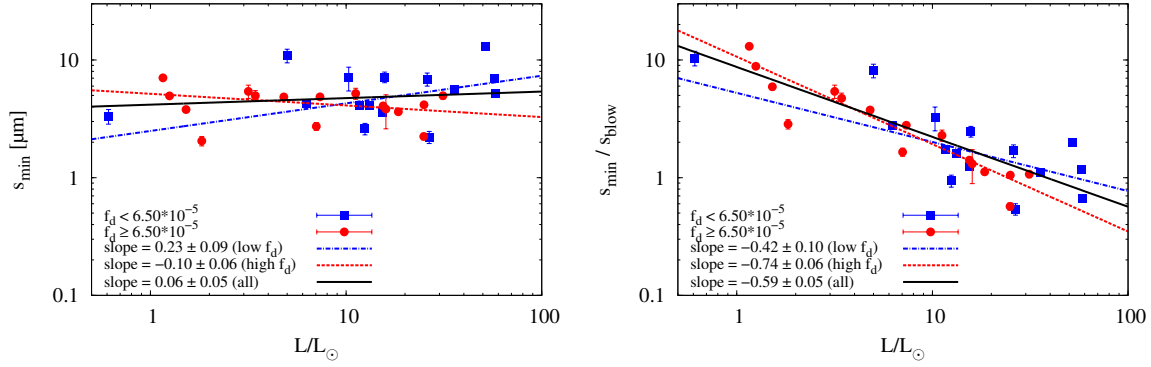 s_min [μm]
10
1
0.1
f_d < 6.50*10^−5
f_d ≥ 6.50*10^−5
slope = 0.23 ± 0.09 (low f_d)
slope = −0.10 ± 0.06 (high f_d)
slope = 0.06 ± 0.05 (all)
1 10 100
L/L_⊙
s_min / s_blow
10
1
0.1
f_d < 6.50*10^−5
f_d ≥ 6.50*10^−5
slope = −0.42 ± 0.10 (low f_d)
slope = −0.74 ± 0.06 (high f_d)
slope = −0.59 ± 0.05 (all)
1 10 100
L/L_⊙